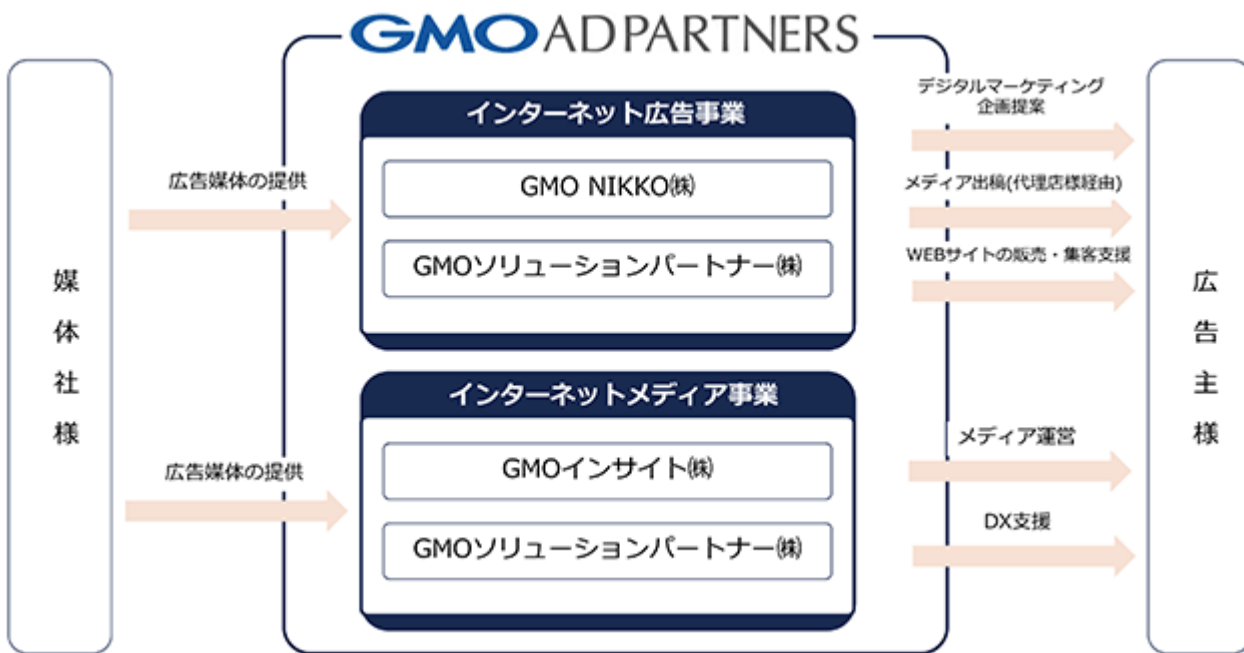 GMO AD PARTNERS
媒体社様
広告媒体の提供
インターネット広告事業
GMO NIKKO㈱
GMOソリューションパートナー㈱
デジタルマーケティング
企画提案
メディア出稿(代理店様経由)
WEBサイトの販売・集客支援
広告媒体の提供
インターネットメディア事業
GMOインサイト㈱
GMOソリューションパートナー㈱
メディア運営
DX支援
広告主様